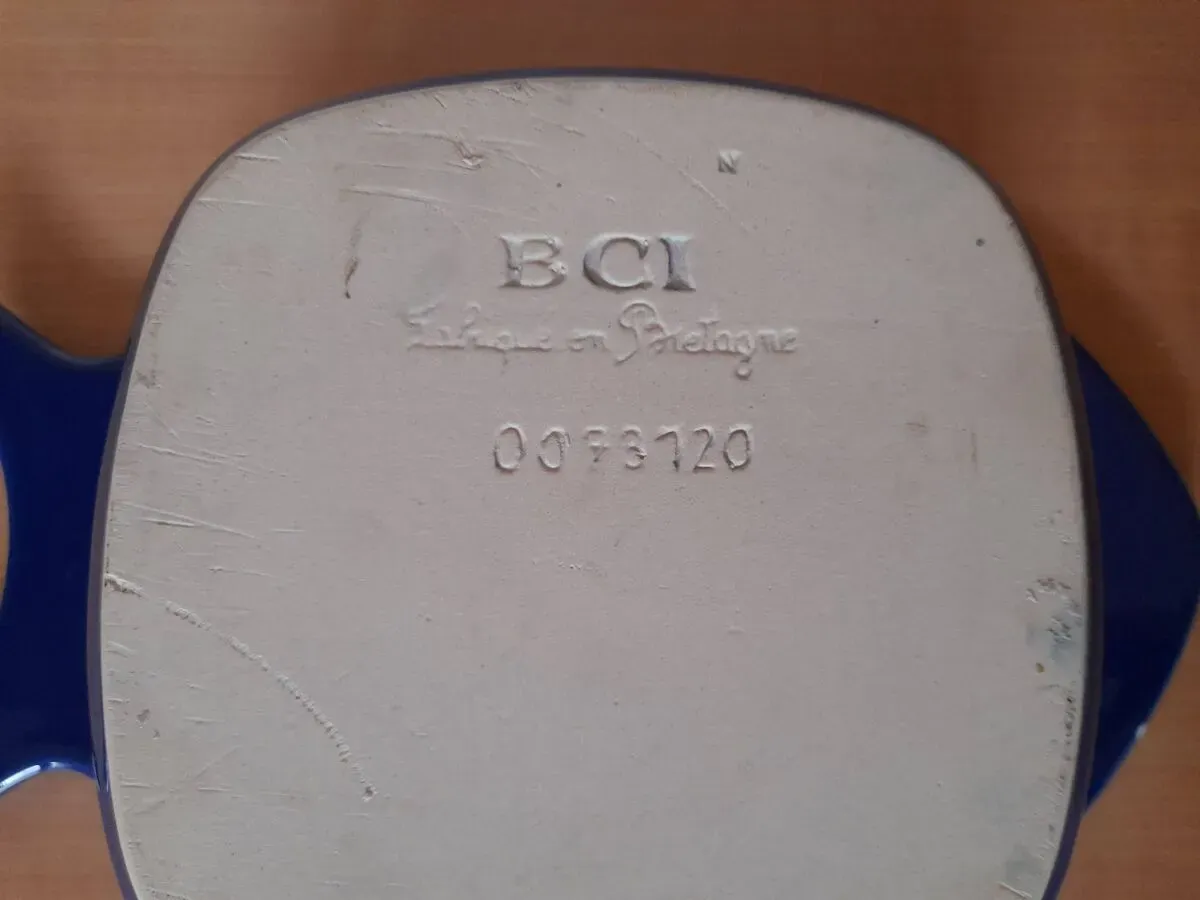 N
BCI
Fabriqué en Bretagne
0073120